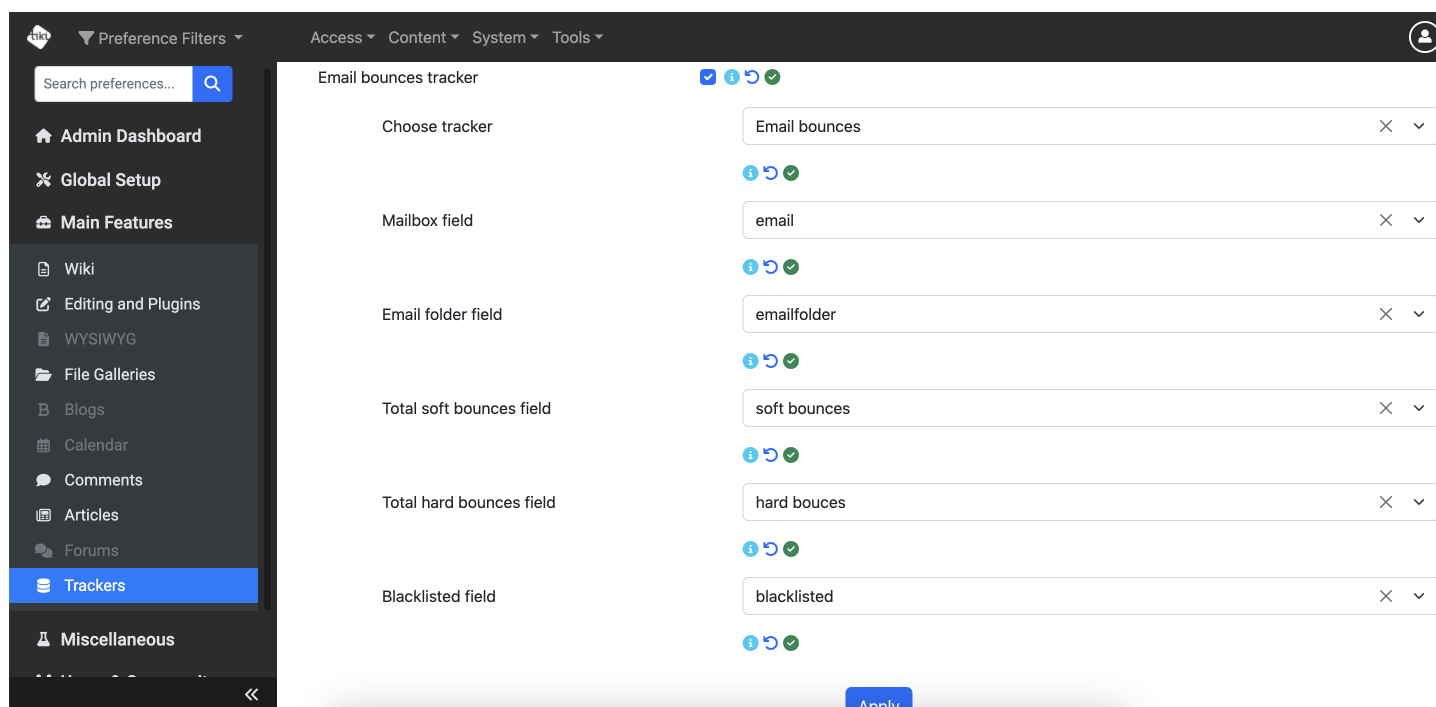 tiki
Preference Filters
Access Content System Tools
Search preferences...
Admin Dashboard
Global Setup
Main Features
Wiki
Editing and Plugins
WYSIWYG
File Galleries
Blogs
Calendar
Comments
Articles
Forums
Trackers
Miscellaneous
Email bounces tracker
Choose tracker
Email bounces
Mailbox field
email
Email folder field
emailfolder
Total soft bounces field
soft bounces
Total hard bounces field
hard bouces
Blacklisted field
blacklisted
Apply